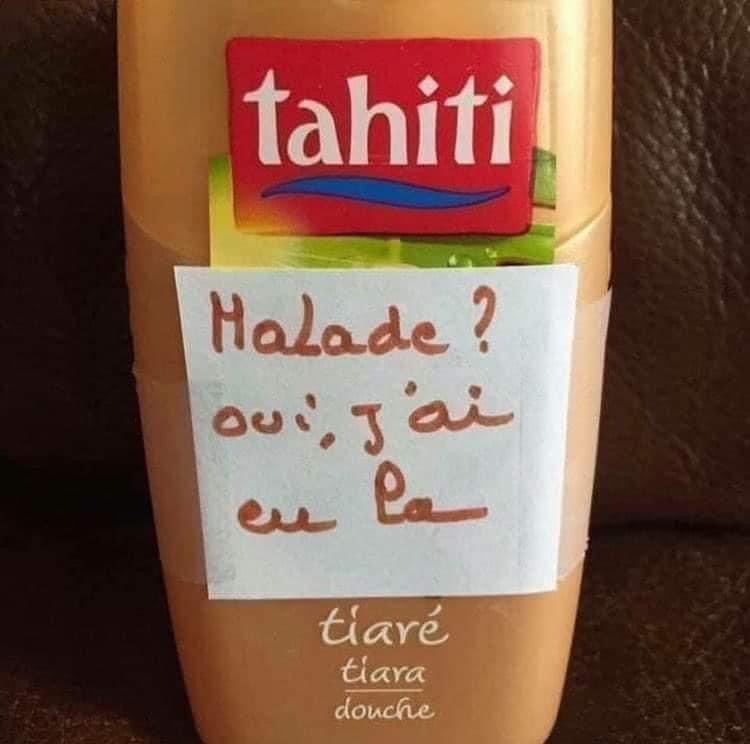 tahiti
Malade ?
oui, j'ai
eu la
tiaré
tiara
douche